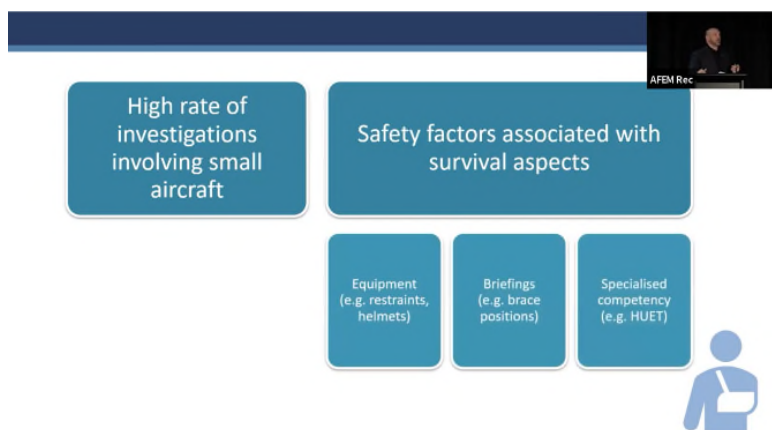 AFEM Rec
High rate of
investigations
involving small
aircraft
Safety factors associated with
survival aspects
Equipment
(e.g. restraints,
helmets)
Briefings
(e.g. brace
positions)
Specialised
competency
(e.g. HUET)